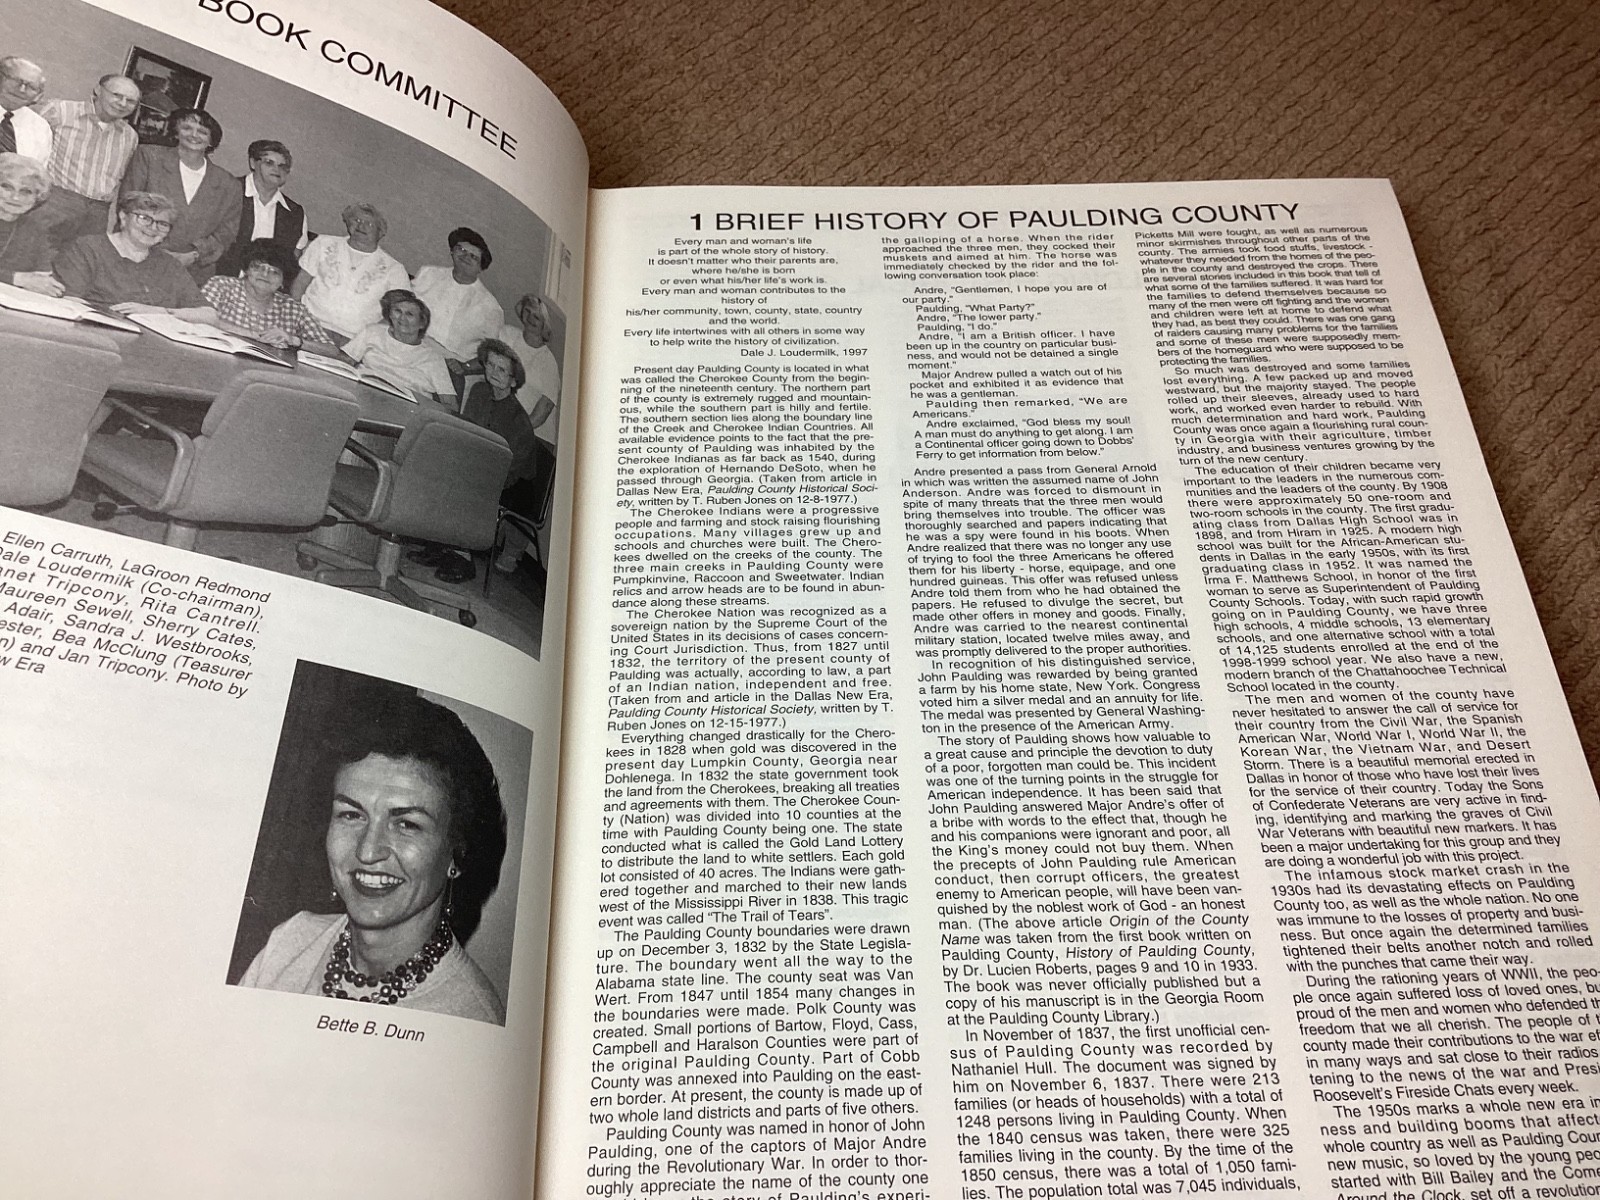 BOOK COMMITTEE
Ellen Carruth, LaGroon Redmond
Dale Loudermilk (Co-chairman),
Janet Tripcony, Rita Cantrell.
Maureen Sewell, Sherry Cates,
Adair, Sandra J. Westbrooks,
Bea McClung (Teasurer
and Jan Tripcony. Photo by
Era
Bette B. Dunn
1 BRIEF HISTORY OF PAULDING COUNTY
Every man and woman's life
is part of the whole story of history.
It doesn't matter who their parents are,
where he/she is born
or even what his/her life's work is.
Every man and woman contributes to the
history of
his/her community, town, county, state, country
and the world.
Every life intertwines with all others in some way
to help write the history of civilization.
Dale J. Loudermilk, 1997
Present day Paulding County is located in what
was called the Cherokee County from the begin-
ning of the nineteenth century. The northern part
of the county is extremely rugged and mountain-
ous, while the southern part is hilly and fertile.
The southern section lies along the boundary line
of the Creek and Cherokee Indian Countries. All
available evidence points to the fact that the pre-
sent county of Paulding was inhabited by the
Cherokee Indianas as far back as 1540, during
the exploration of Hernando DeSoto, when he
passed through Georgia. (Taken from article in
Dallas New Era, Paulding County Historical Soci-
ety, written by T. Ruben Jones on 12-8-1977.)
The Cherokee Indians were a progressive
people and farming and stock raising flourishing
occupations. Many villages grew up and
schools and churches were built. The Chero-
kees dwelled on the creeks of the county. The
three main creeks in Paulding County were
Pumpkinvine, Raccoon and Sweetwater. Indian
relics and arrow heads are to be found in abun-
dance along these streams.
The Cherokee Nation was recognized as a
sovereign nation by the Supreme Court of the
United States in its decisions of cases concern-
ing Court Jurisdiction. Thus, from 1827 until
1832, the territory of the present county of
Paulding was actually, according to law, a part
of an Indian nation, independent and free.
(Taken from and article in the Dallas New Era,
Paulding County Historical Society, written by T.
Ruben Jones on 12-15-1977.)
Everything changed drastically for the Chero-
kees in 1828 when gold was discovered in the
present day Lumpkin County, Georgia near
Dohlenega. In 1832 the state government took
the land from the Cherokees, breaking all treaties
and agreements with them. The Cherokee Coun-
ty (Nation) was divided into 10 counties at the
time with Paulding County being one. The state
conducted what is called the Gold Land Lottery
to distribute the land to white settlers. Each gold
lot consisted of 40 acres. The Indians were gath-
ered together and marched to their new lands
west of the Mississippi River in 1838. This tragic
event was called "The Trail of Tears".
The Paulding County boundaries were drawn
up on December 3, 1832 by the State Legisla-
ture. The boundary went all the way to the
Alabama state line. The county seat was Van
Wert. From 1847 until 1854 many changes in
the boundaries were made. Polk County was
created. Small portions of Bartow, Floyd, Cass,
Campbell and Haralson Counties were part of
the original Paulding County. Part of Cobb
County was annexed into Paulding on the east-
ern border. At present, the county is made up of
two whole land districts and parts of five others.
Paulding County was named in honor of John
Paulding, one of the captors of Major Andre
during the Revolutionary War. In order to thor-
oughly appreciate the name of the county one
the story of Paulding's experi-
the galloping of a horse. When the rider
approached the three men, they cocked their
muskets and aimed at him. The horse was
immediately checked by the rider and the fol-
lowing conversation took place:
Andre, "Gentlemen, I hope you are of
our party."
Paulding, "What Party?"
Andre, "The lower party."
Paulding, "I do."
Andre, "I am a British officer. I have
been up in the country on particular busi-
ness, and would not be detained a single
moment."
Major Andrew pulled a watch out of his
pocket and exhibited it as evidence that
he was a gentleman.
Paulding then remarked, "We are
Americans."
Andre exclaimed, "God bless my soul!
A man must do anything to get along. I am
a Continental officer going down to Dobbs'
Ferry to get information from below."
Andre presented a pass from General Arnold
in which was written the assumed name of John
Anderson. Andre was forced to dismount in
spite of many threats that the three men would
bring themselves into trouble. The officer was
thoroughly searched and papers indicating that
he was a spy were found in his boots. When
Andre realized that there was no longer any use
of trying to fool the three Americans he offered
them for his liberty - horse, equipage, and one
hundred guineas. This offer was refused unless
Andre told them from who he had obtained the
papers. He refused to divulge the secret, but
made other offers in money and goods. Finally,
Andre was carried to the nearest continental
military station, located twelve miles away, and
was promptly delivered to the proper authorities.
In recognition of his distinguished service,
John Paulding was rewarded by being granted
a farm by his home state, New York. Congress
voted him a silver medal and an annuity for life.
The medal was presented by General Washing-
ton in the presence of the American Army.
The story of Paulding shows how valuable to
a great cause and principle the devotion to duty
of a poor, forgotten man could be. This incident
was one of the turning points in the struggle for
American independence. It has been said that
John Paulding answered Major Andre's offer of
a bribe with words to the effect that, though he
and his companions were ignorant and poor, all
the King's money could not buy them. When
the precepts of John Paulding rule American
conduct, then corrupt officers, the greatest
enemy to American people, will have been van-
quished by the noblest work of God - an honest
man. (The above article Origin of the County
Name was taken from the first book written on
Paulding County, History of Paulding County,
by Dr. Lucien Roberts, pages 9 and 10 in 1933.
The book was never officially published but a
copy of his manuscript is in the Georgia Room
at the Paulding County Library.)
In November of 1837, the first unofficial cen-
sus of Paulding County was recorded by
Nathaniel Hull. The document was signed by
him on November 6, 1837. There were 213
families (or heads of households) with a total of
1248 persons living in Paulding County. When
the 1840 census was taken, there were 325
families living in the county. By the time of the
1850 census, there was a total of 1,050 fami-
lies. The population total was 7,045 individuals,
Picketts Mill were fought, as well as numerous
minor skirmishes throughout other parts of the
county. The armies took food stuffs, livestock -
whatever they needed from the homes of the peo-
ple in the county and destroyed the crops. There
are several stories included in this book that tell of
what some of the families suffered. It was hard for
the families to defend themselves because so
many of the men were off fighting and the women
and children were left at home to defend what
they had, as best they could. There was one gang
of raiders causing many problems for the families
and some of these men were supposedly mem-
bers of the homeguard who were supposed to be
protecting the families.
So much was destroyed and some families
lost everything. A few packed up and moved
westward, but the majority stayed. The people
rolled up their sleeves, already used to hard
work, and worked even harder to rebuild. With
much determination and hard work, Paulding
County was once again a flourishing rural coun-
ty in Georgia with their agriculture, timber
industry, and business ventures growing by the
turn of the new century.
The education of their children became very
important to the leaders in the numerous com-
munities and the leaders of the county. By 1908
there were approximately 50 one-room and
two-room schools in the county. The first gradu-
ating class from Dallas High School was in
1898, and from Hiram in 1925. A modern high
school was built for the African-American stu-
dents in Dallas in the early 1950s, with its first
graduating class in 1952. It was named the
Irma F. Matthews School, in honor of the first
woman to serve as Superintendent of Paulding
County Schools. Today, with such rapid growth
going on in Paulding County, we have three
high schools, 4 middle schools, 13 elementary
schools, and one alternative school with a total
of 14,125 students enrolled at the end of the
1998-1999 school year. We also have a new,
modern branch of the Chattahoochee Technical
School located in the county.
The men and women of the county have
never hesitated to answer the call of service for
their country from the Civil War, the Spanish
American War, World War I, World War II, the
Korean War, the Vietnam War, and Desert
Storm. There is a beautiful memorial erected in
Dallas in honor of those who have lost their lives
for the service of their country. Today the Sons
of Confederate Veterans are very active in find-
ing, identifying and marking the graves of Civil
War Veterans with beautiful new markers. It has
been a major undertaking for this group and they
are doing a wonderful job with this project.
The infamous stock market crash in the
1930s had its devastating effects on Paulding
County too, as well as the whole nation. No one
was immune to the losses of property and busi-
ness. But once again the determined families
tightened their belts another notch and rolled
with the punches that came their way.
During the rationing years of WWII, the peo-
ple once again suffered loss of loved ones, bu
proud of the men and women who defended th
freedom that we all cherish. The people of t
county made their contributions to the war ef
in many ways and sat close to their radios
tening to the news of the war and Presi
Roosevelt's Fireside Chats every week.
The 1950s marks a whole new era in
ness and building booms that affect
whole country as well as Paulding Coun
new music, so loved by the young peo
started with Bill Bailey and the Come
Around the Clock set off a revolution